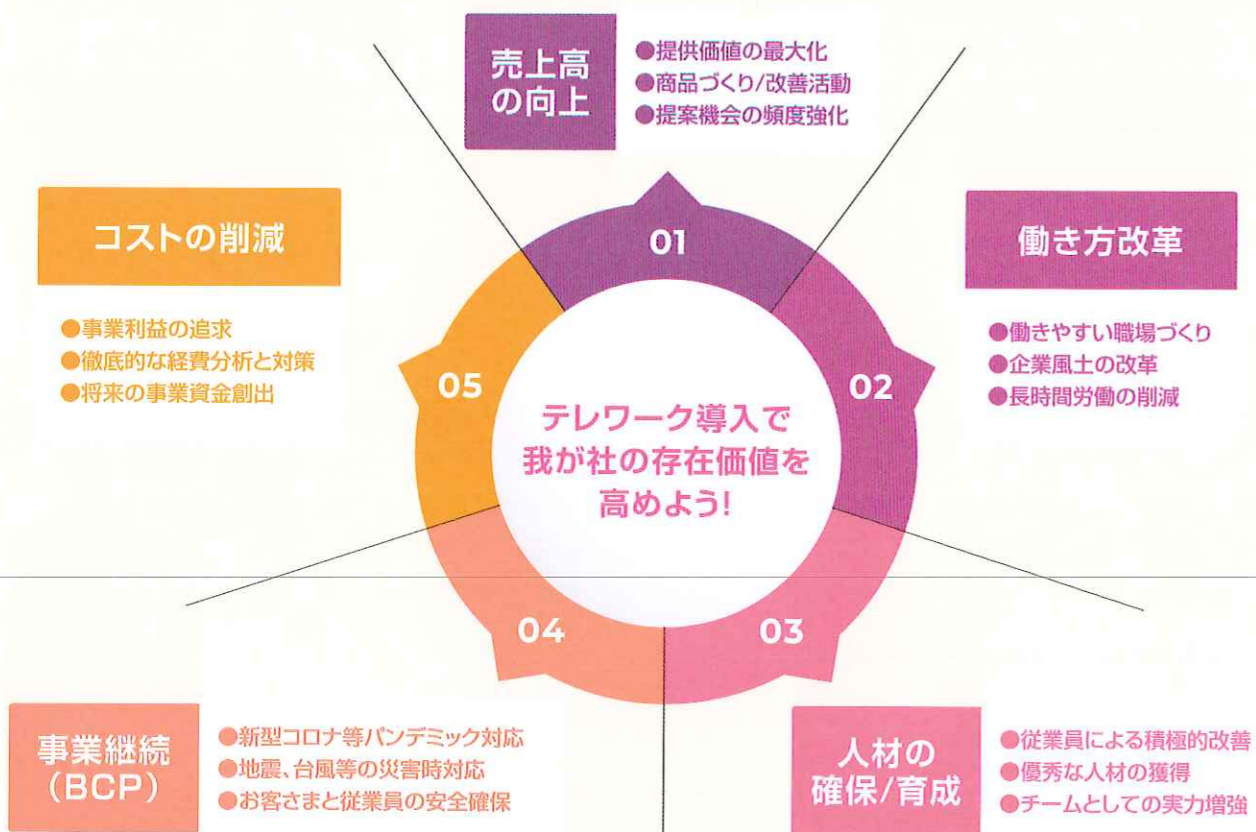 売上高
の向上
●提供価値の最大化
●商品づくり/改善活動
●提案機会の頻度強化
01
働き方改革
●働きやすい職場づくり
●企業風土の改革
●長時間労働の削減
02
人材の
確保/育成
●従業員による積極的改善
●優秀な人材の獲得
●チームとしての実力増強
03
事業継続
(BCP)
●新型コロナ等パンデミック対応
●地震、台風等の災害時対応
●お客さまと従業員の安全確保
04
コストの削減
●事業利益の追求
●徹底的な経費分析と対策
●将来の事業資金創出
05
テレワーク導入で
我が社の存在価値を
高めよう!